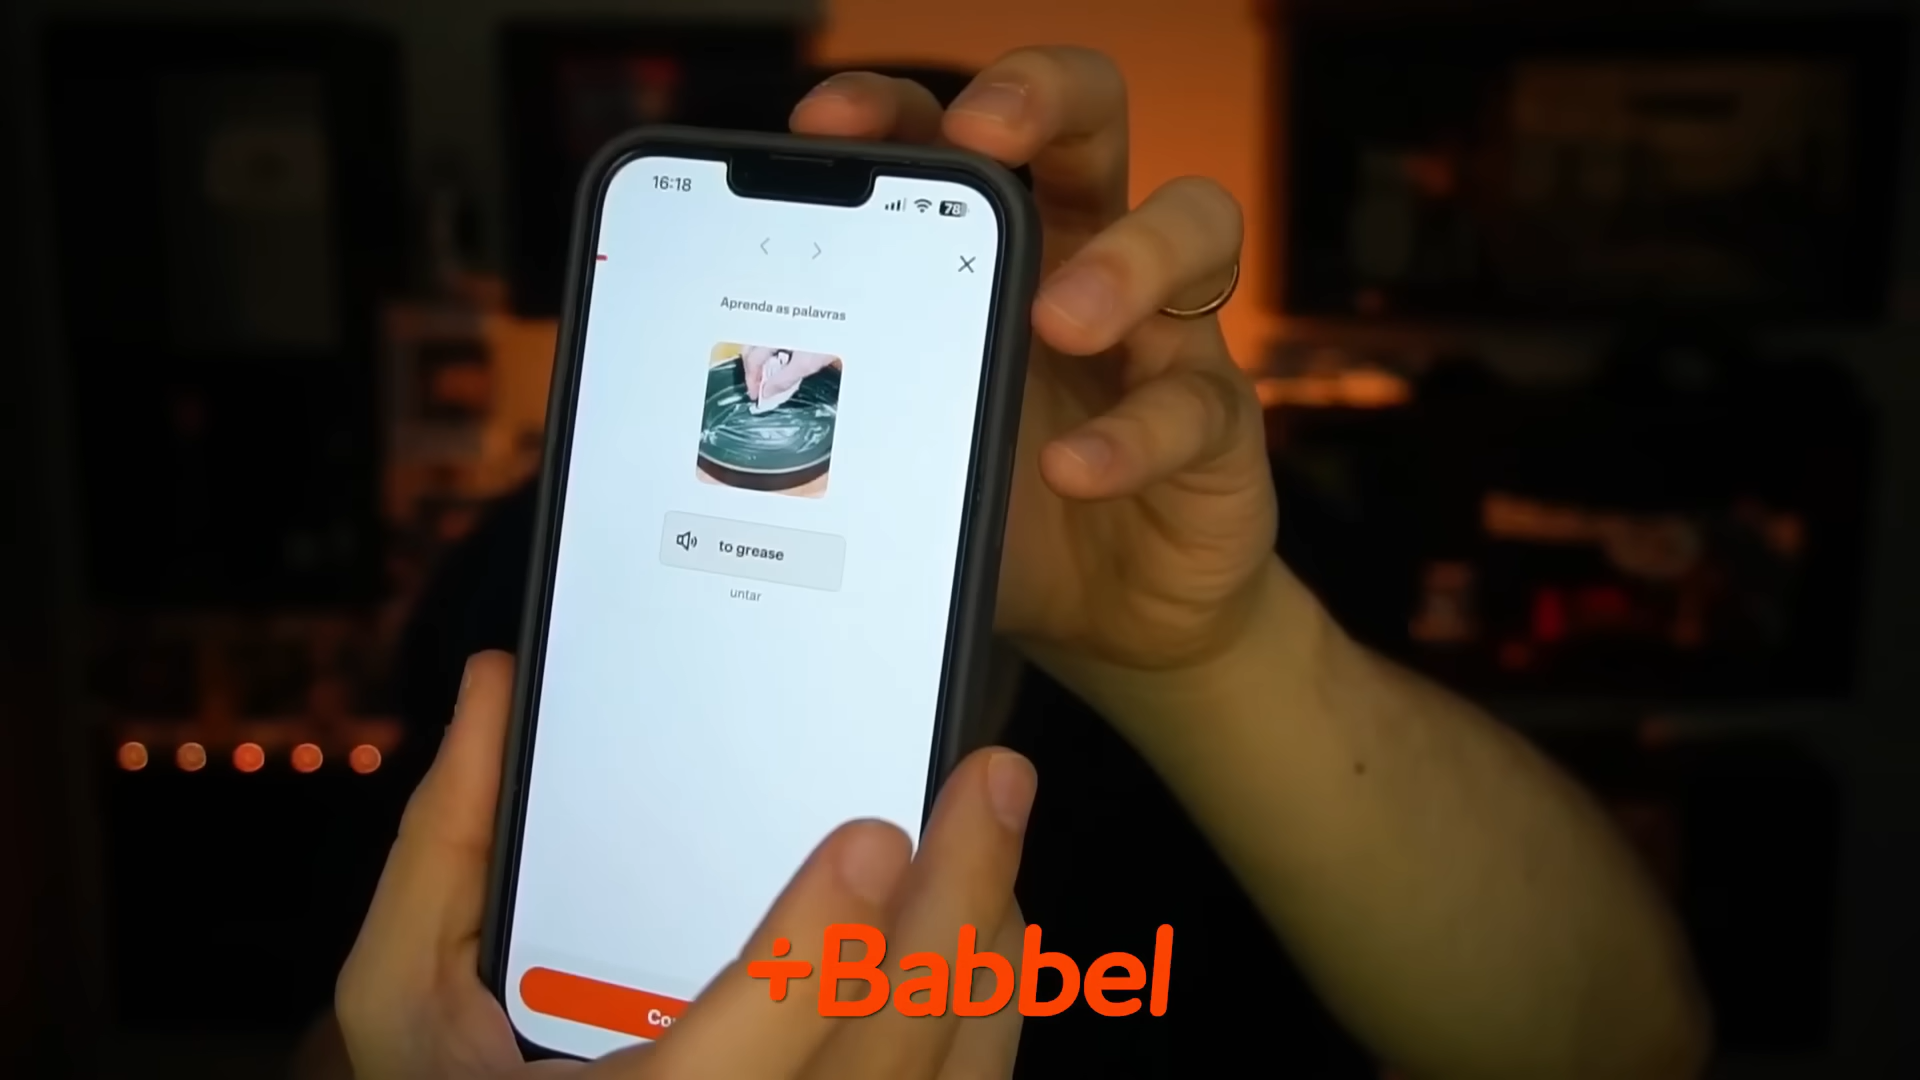 16:18
78
Aprenda as palavras
to grease
untar
+Babbel